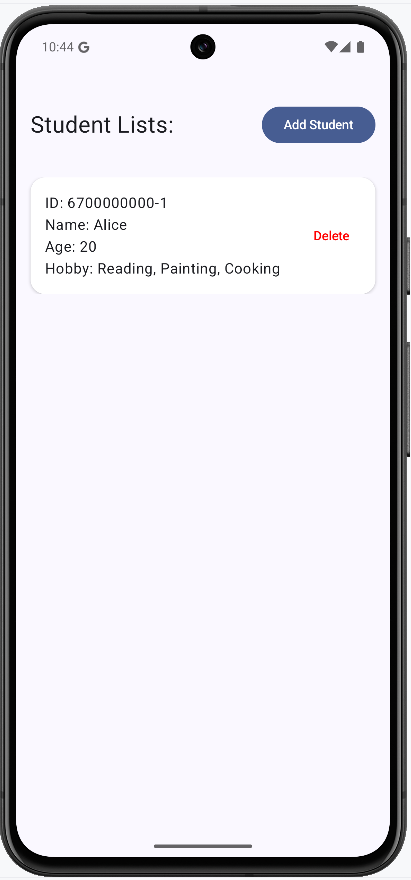 10:44 G
Student Lists:
Add Student
ID: 6700000000-1
Name: Alice
Age: 20
Hobby: Reading, Painting, Cooking
Delete